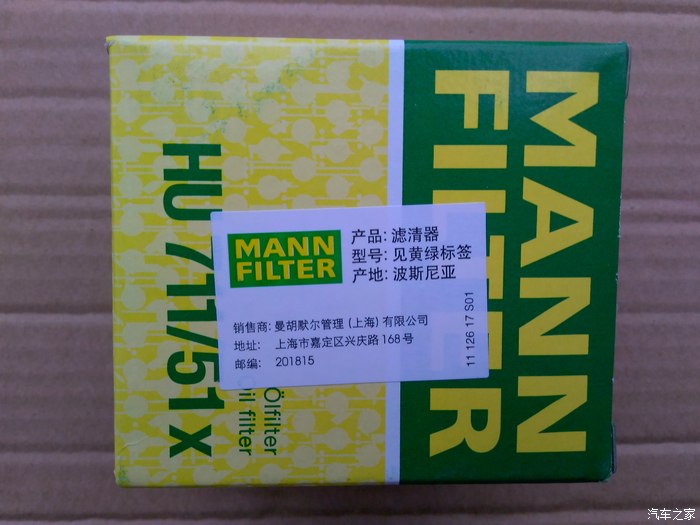 MANN
FILTER
HU 711/51 x
Ölfilter
Oil filter
MANN
FILTER
产品: 滤清器
型号: 见黄绿标签
产地: 波斯尼亚
销售商: 曼胡默尔管理 (上海) 有限公司
地址: 上海市嘉定区兴庆路168号
邮编: 201815
11 126 17 S01
汽车之家